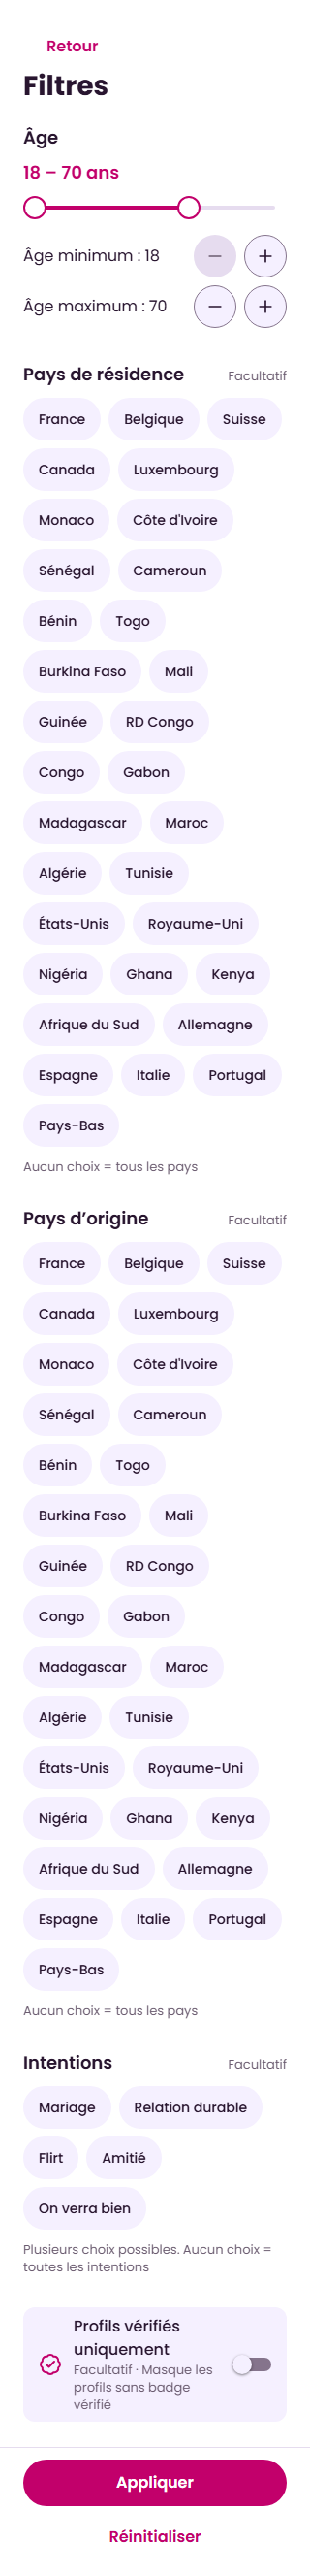 Retour
Filtres
Âge
18 – 70 ans
Âge minimum : 18
Âge maximum : 70
Pays de résidence Facultatif
France Belgique Suisse
Canada Luxembourg
Monaco Côte d'Ivoire
Sénégal Cameroun
Bénin Togo
Burkina Faso Mali
Guinée RD Congo
Congo Gabon
Madagascar Maroc
Algérie Tunisie
États-Unis Royaume-Uni
Nigéria Ghana Kenya
Afrique du Sud Allemagne
Espagne Italie Portugal
Pays-Bas
Aucun choix = tous les pays
Pays d’origine Facultatif
France Belgique Suisse
Canada Luxembourg
Monaco Côte d'Ivoire
Sénégal Cameroun
Bénin Togo
Burkina Faso Mali
Guinée RD Congo
Congo Gabon
Madagascar Maroc
Algérie Tunisie
États-Unis Royaume-Uni
Nigéria Ghana Kenya
Afrique du Sud Allemagne
Espagne Italie Portugal
Pays-Bas
Aucun choix = tous les pays
Intentions Facultatif
Mariage Relation durable
Flirt Amitié
On verra bien
Plusieurs choix possibles. Aucun choix =
toutes les intentions
Profils vérifiés
uniquement
Facultatif · Masque les
profils sans badge
vérifié
Appliquer
Réinitialiser